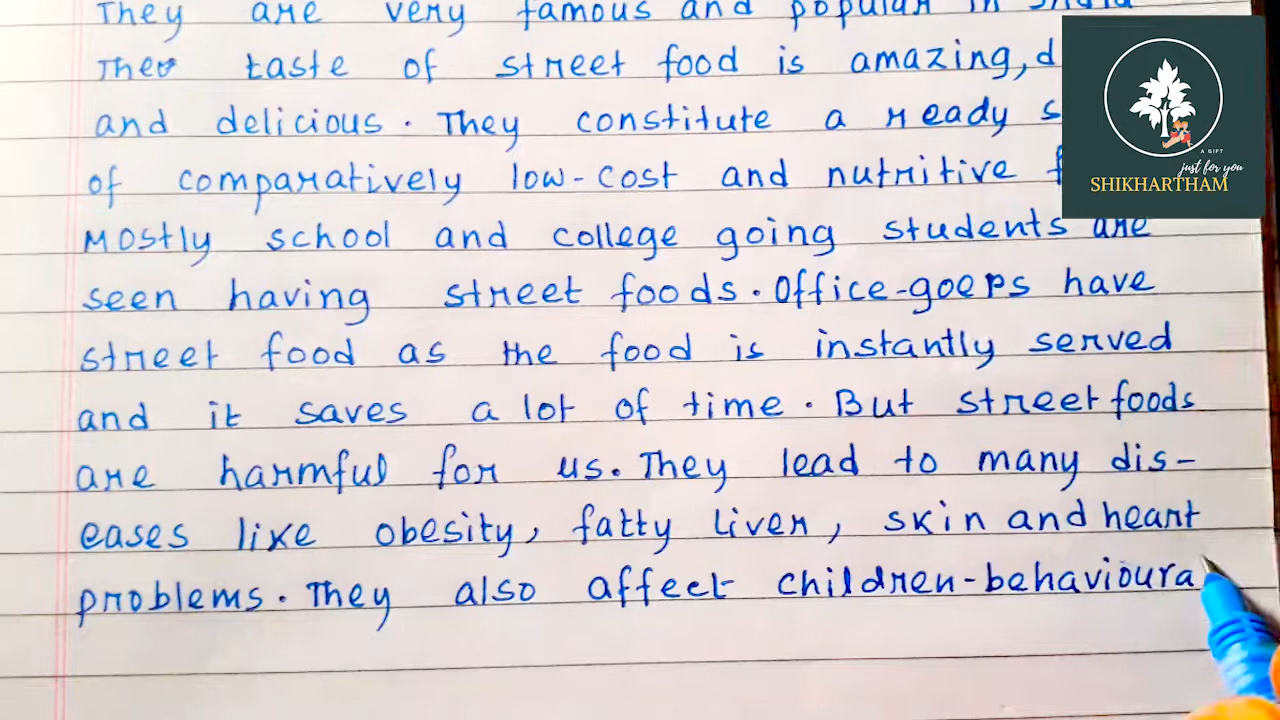 They are very famous and popular in India
The taste of street food is amazing, d
and delicious. They constitute a ready s
of comparatively low-cost and nutritive f
Mostly school and college going students are
seen having street foods. Office-goers have
street food as the food is instantly served
and it saves a lot of time. But street foods
are harmful for us. They lead to many dis-
eases like obesity, fatty liver, skin and heart
problems. They also affect children-behavioura
A GIFT
just for you
SHIKHARTHAM